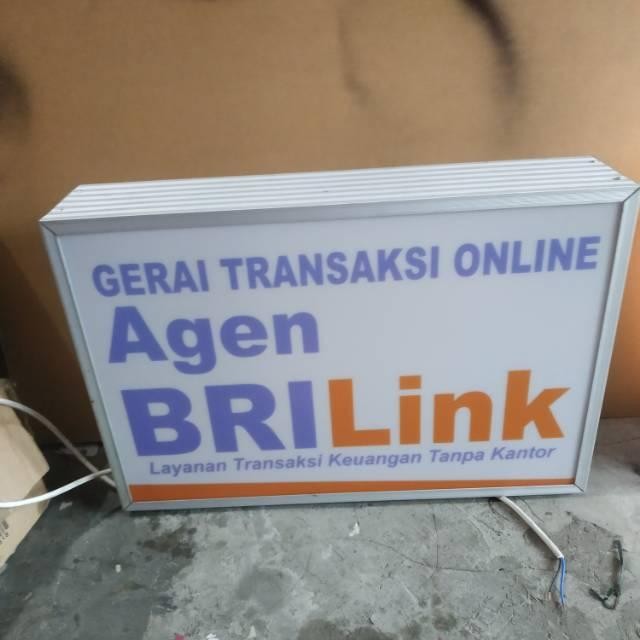 GERAI TRANSAKSI ONLINE
Agen
BRILink
Layanan Transaksi Keuangan Tanpa Kantor